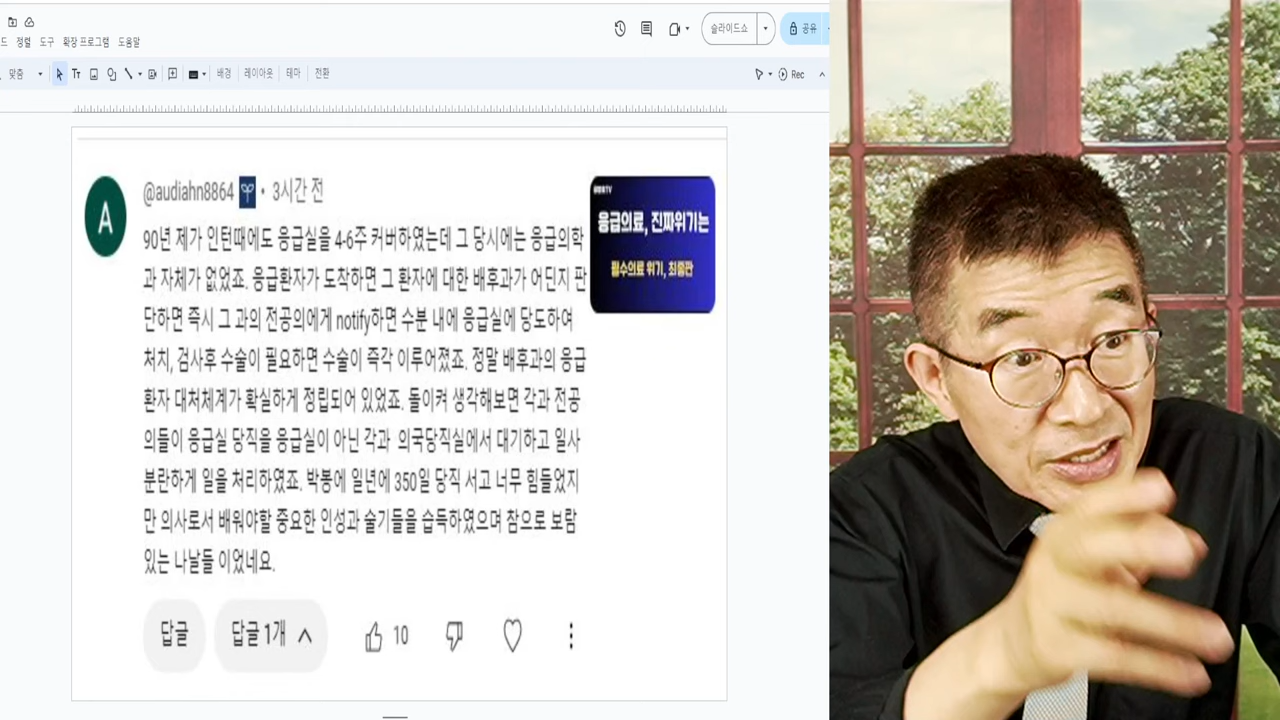 드 정렬 도구 확장 프로그램 도움말
슬라이드쇼
공유
맞춤
Tт
배경 레이아웃 테마 전환
Rec
A
@audiahn8864 · 3시간 전
90년 제가 인턴때에도 응급실을 4-6주 커버하였는데 그 당시에는 응급의학
과 자체가 없었죠. 응급환자가 도착하면 그 환자에 대한 배후과가 어딘지 판
단하면 즉시 그 과의 전공의에게 notify하면 수분 내에 응급실에 당도하여
처치, 검사후 수술이 필요하면 수술이 즉각 이루어졌죠. 정말 배후과의 응급
환자 대처체계가 확실하게 정립되어 있었죠. 돌이켜 생각해보면 각과 전공
의들이 응급실 당직을 응급실이 아닌 각과 의국당직실에서 대기하고 일사
분란하게 일을 처리하였죠. 박봉에 일년에 350일 당직 서고 너무 힘들었지
만 의사로서 배워야할 중요한 인성과 술기들을 습득하였으며 참으로 보람
있는 나날들 이었네요.
응급의료, 진짜위기는
필수의료 위기, 최종판
답글
답글 1개
10